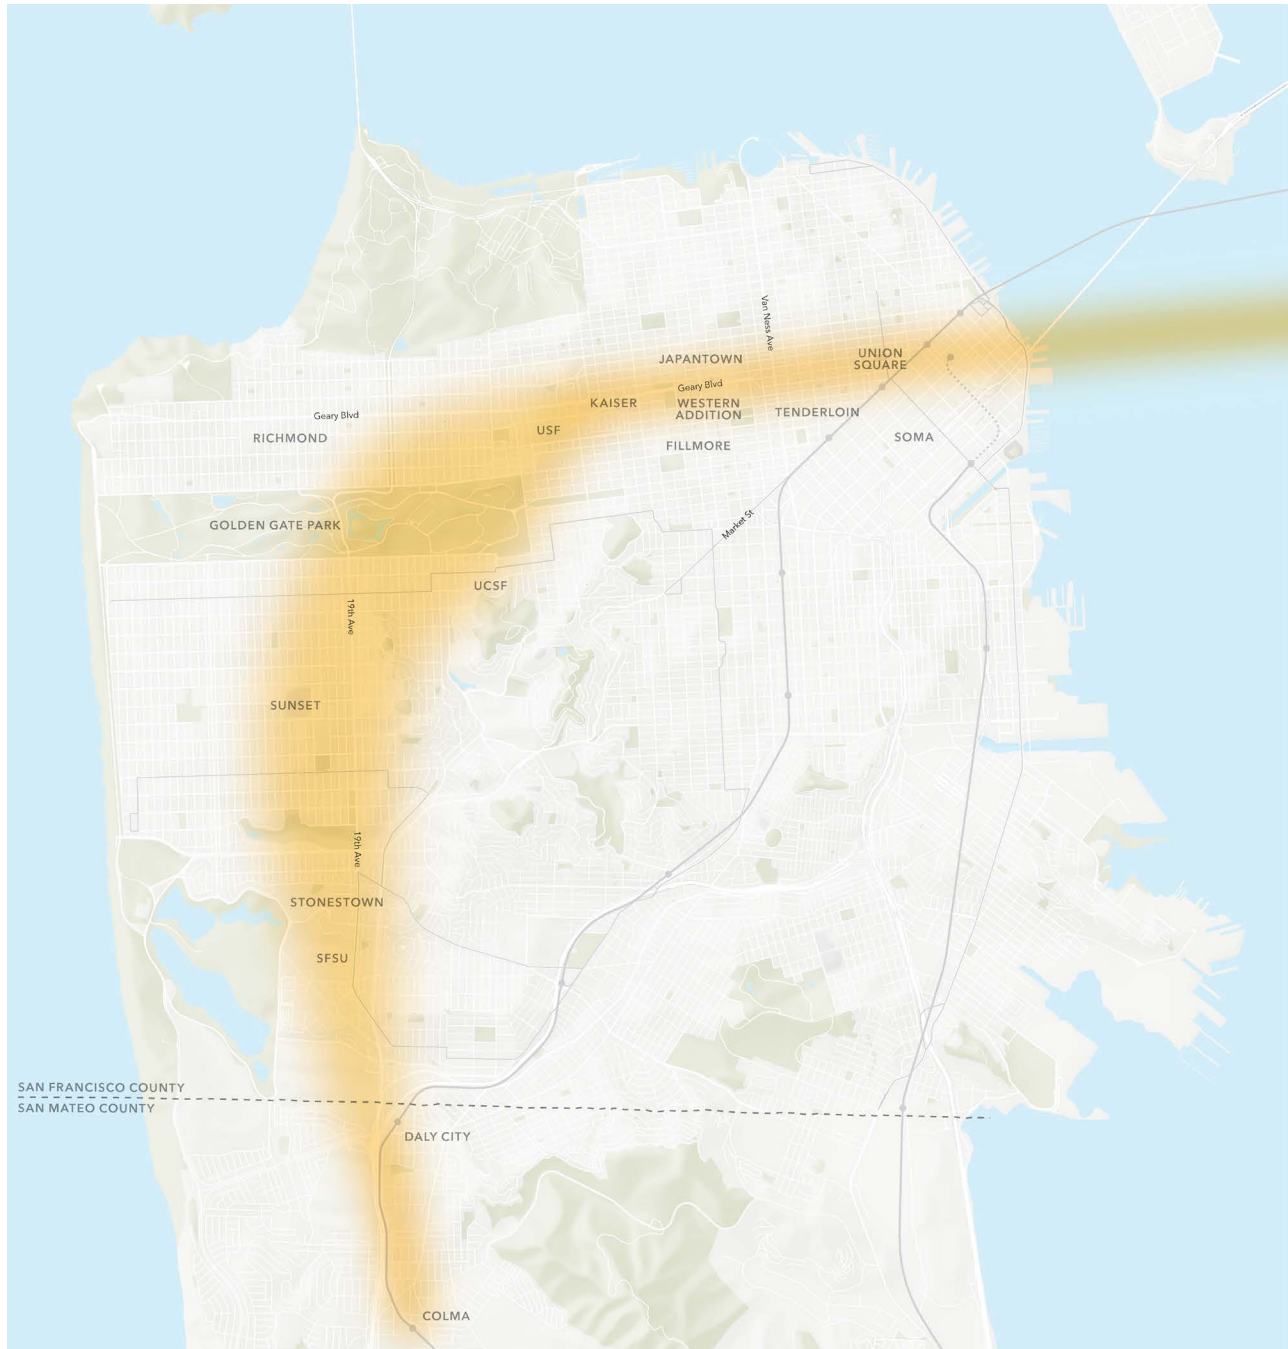 Van Ness Ave
JAPANTOWN
UNION
SQUARE
Geary Blvd
KAISER
WESTERN
ADDITION
TENDERLOIN
Geary Blvd
RICHMOND
USF
FILLMORE
SOMA
GOLDEN GATE PARK
Market St
UCSF
19th Ave
SUNSET
19th Ave
STONESTOWN
SFSU
SAN FRANCISCO COUNTY
SAN MATEO COUNTY
DALY CITY
COLMA